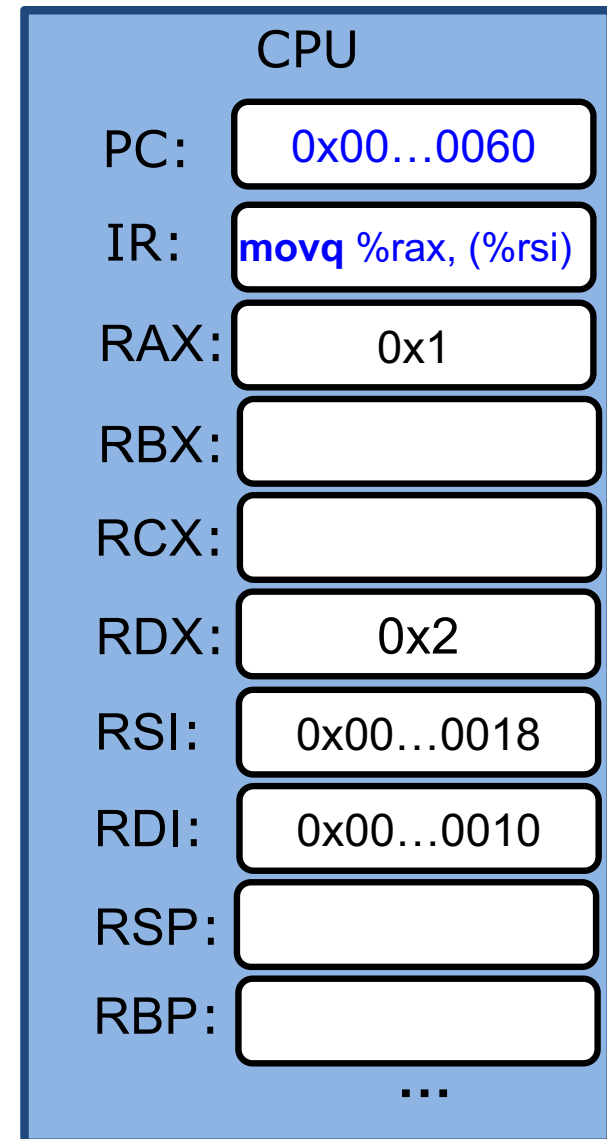 CPU
PC: 0x00…0060
IR: movq %rax, (%rsi)
RAX: 0x1
RBX:
RCX:
RDX: 0x2
RSI: 0x00…0018
RDI: 0x00…0010
RSP:
RBP:
…